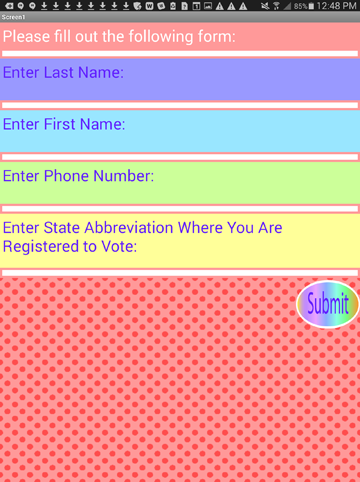 85% 12:48 PM
Screen1
Please fill out the following form:
Enter Last Name:
Enter First Name:
Enter Phone Number:
Enter State Abbreviation Where You Are
Registered to Vote:
Submit